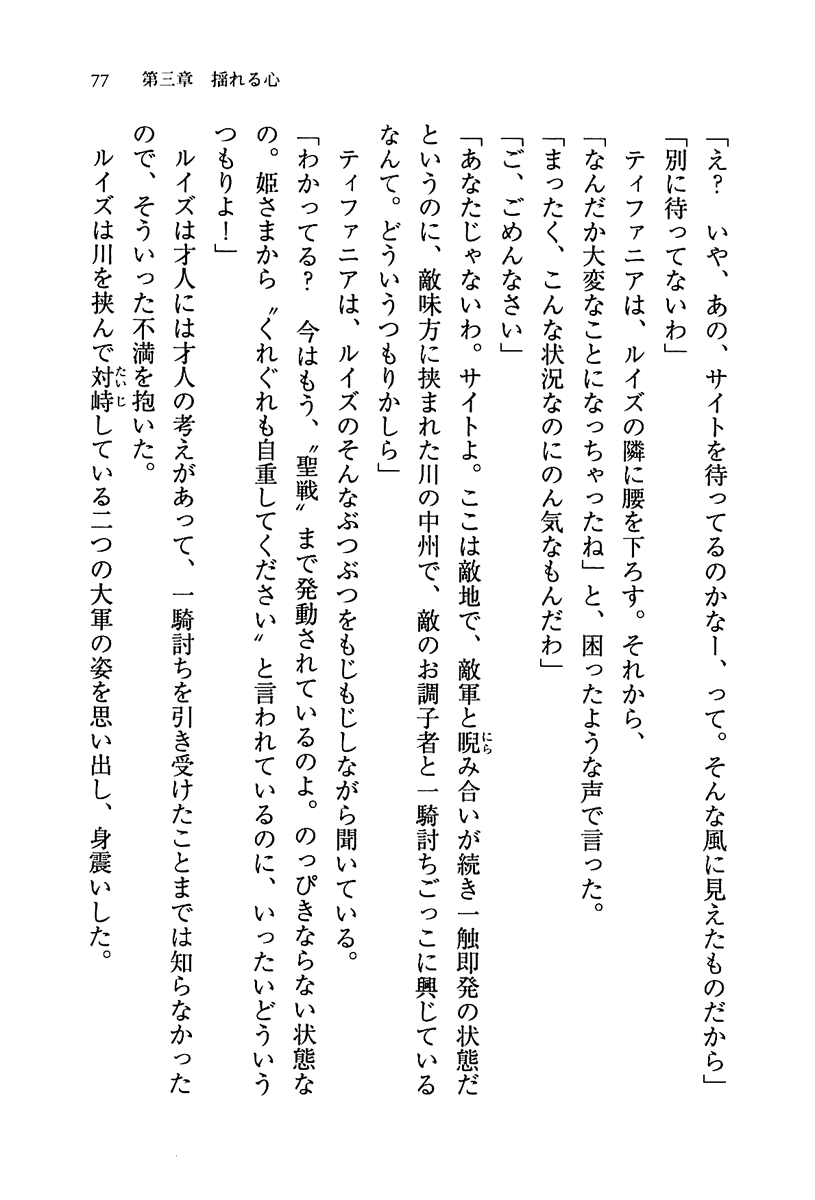 77　第三章　揺れる心
「え？　いや、あの、サイトを待ってるのかなー、って。そんな風に見えたものだから」
「別に待ってないわ」
　ティファニアは、ルイズの隣に腰を下ろす。それから、
「なんだか大変なことになっちゃったね」と、困ったような声で言った。
「まったく、こんな状況なのにのん気なもんだわ」
「ご、ごめんなさい」
「あなたじゃないわ。サイトよ。ここは敵地で、敵軍と睨み合いが続き一触即発の状態だ
というのに、敵味方に挟まれた川の中州で、敵のお調子者と一騎討ちごっこに興じている
なんて。どういうつもりかしら」
　ティファニアは、ルイズのそんなぶつぶつをもじもじしながら聞いている。
「わかってる？　今はもう、〝聖戦〟まで発動されているのよ。のっぴきならない状態な
の。姫さまから〝くれぐれも自重してください〟と言われているのに、いったいどういう
つもりよ！」
　ルイズは才人には才人の考えがあって、一騎討ちを引き受けたことまでは知らなかった
ので、そういった不満を抱いた。
　ルイズは川を挟んで対峙している二つの大軍の姿を思い出し、身震いした。